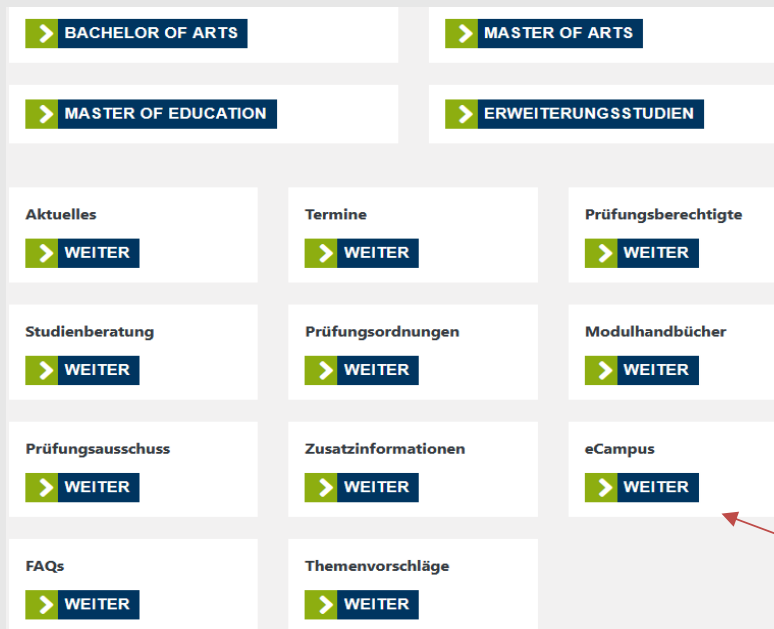 BACHELOR OF ARTS
MASTER OF ARTS
MASTER OF EDUCATION
ERWEITERUNGSSTUDIEN
Aktuelles
Termine
Prüfungsberechtigte
WEITER
WEITER
WEITER
Studienberatung
Prüfungsordnungen
Modulhandbücher
WEITER
WEITER
WEITER
Prüfungsausschuss
Zusatzinformationen
eCampus
WEITER
WEITER
WEITER
FAQs
Themenvorschläge
WEITER
WEITER